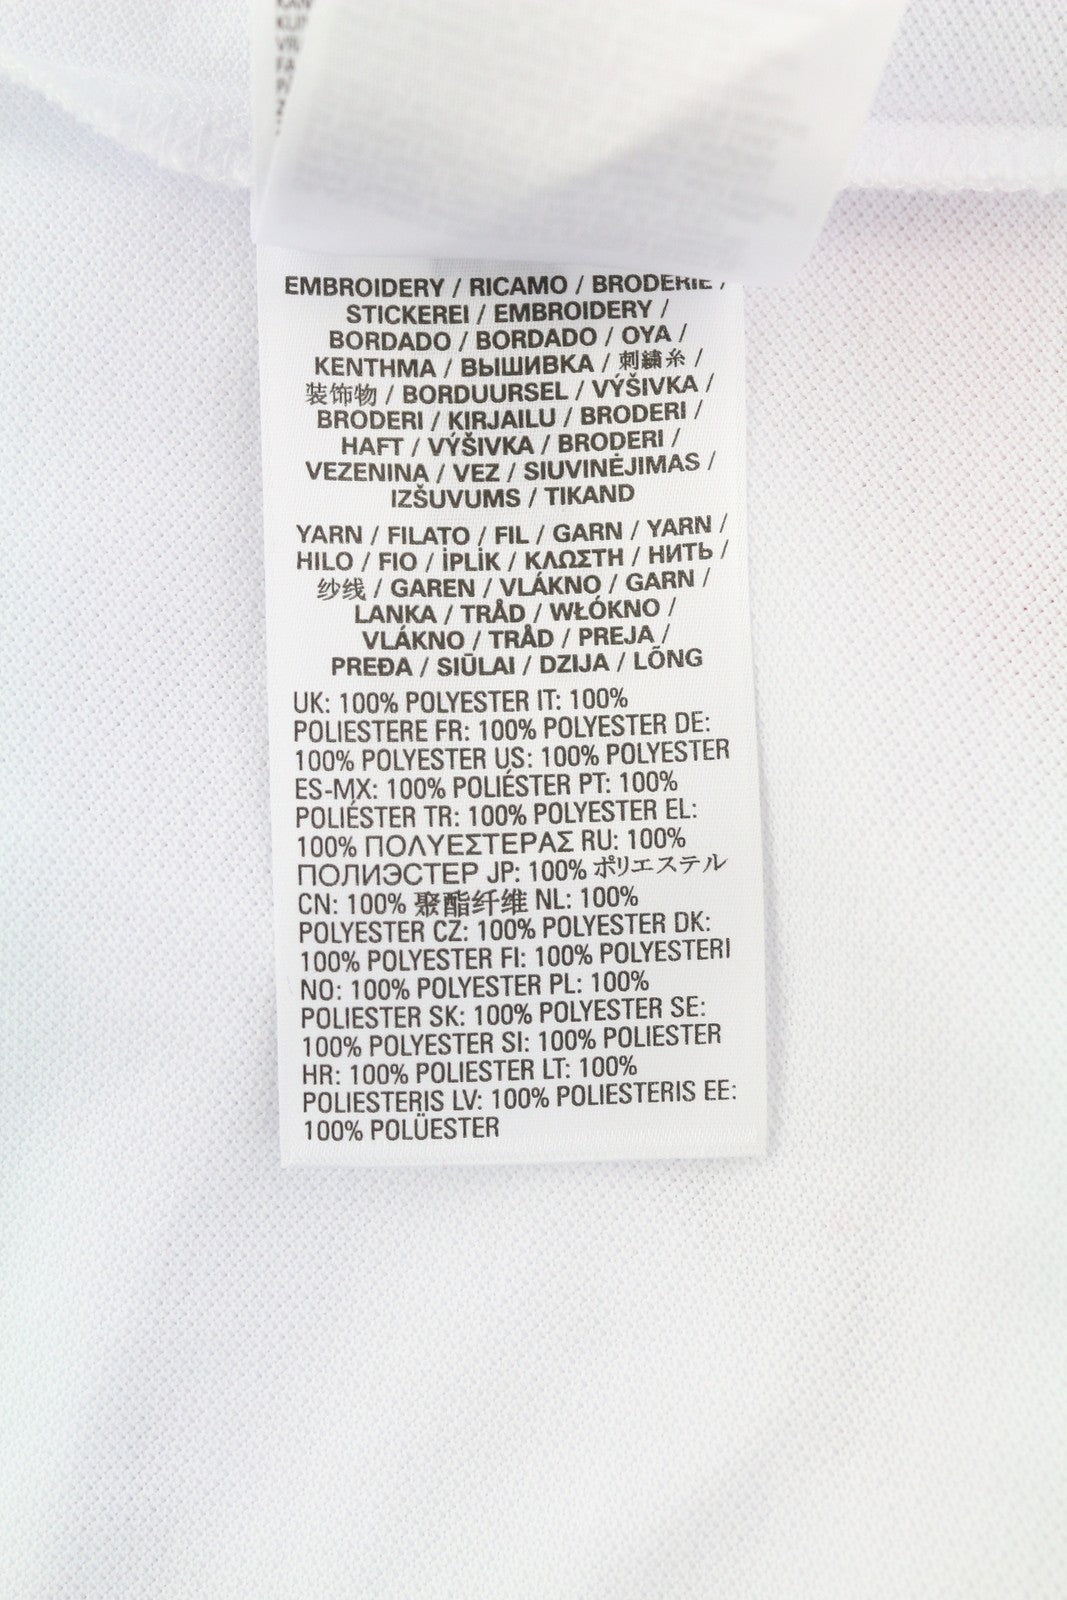 EMBROIDERY / RICAMO / BRODERIE /
STICKEREI / EMBROIDERY /
BORDADO / BORDADO / OYA /
KENTHMA / ВЫШИВКА / 刺繍糸 /
装饰物 / BORDUURSEL / VÝŠIVKA /
BRODERI / KIRJAILU / BRODERI /
HAFT / VÝŠIVKA / BRODERI /
VEZENINA / VEZ / SIUVINĖJIMAS /
IZŠUVUMS / TIKAND
YARN / FILATO / FIL / GARN / YARN /
HILO / FIO / İPLİK / ΚΛΩΣΤΗ / НИТЬ /
纱线 / GAREN / VLÁKNO / GARN /
LANKA / TRÅD / WŁÓKNO /
VLÁKNO / TRÅD / PREJA /
PREĐA / SIŪLAI / DZIJA / LÕNG
UK: 100% POLYESTER IT: 100%
POLIESTERE FR: 100% POLYESTER DE:
100% POLYESTER US: 100% POLYESTER
ES-MX: 100% POLIÉSTER PT: 100%
POLIÉSTER TR: 100% POLYESTER EL:
100% ΠΟΛΥΕΣΤΕΡΑΣ RU: 100%
ПОЛИЭСТЕР JP: 100% ポリエステル
CN: 100% 聚酯纤维 NL: 100%
POLYESTER CZ: 100% POLYESTER DK:
100% POLYESTER FI: 100% POLYESTERI
NO: 100% POLYESTER PL: 100%
POLIESTER SK: 100% POLYESTER SE:
100% POLYESTER SI: 100% POLIESTER
HR: 100% POLIESTER LT: 100%
POLIESTERIS LV: 100% POLIESTERIS EE:
100% POLÜESTER